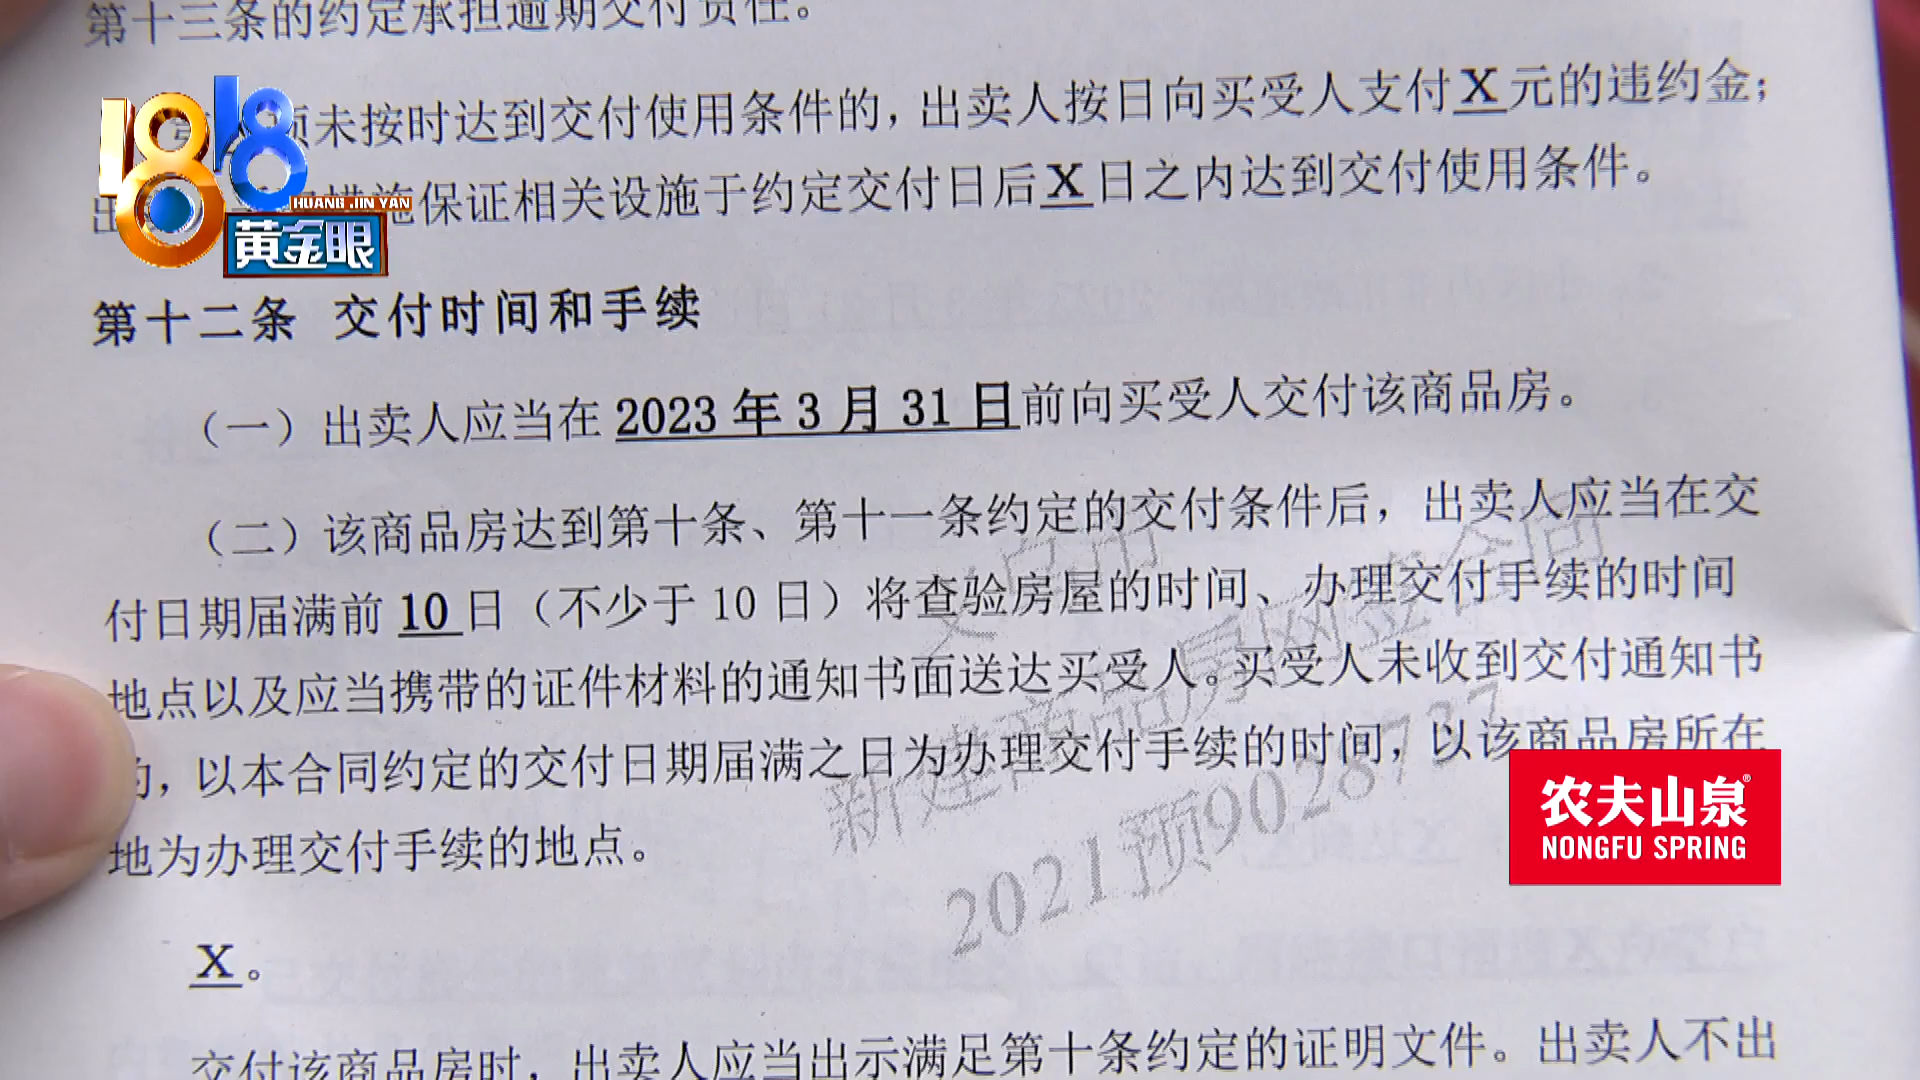 第十三条的约定承担逾期交付责任。
项未按时达到交付使用条件的，出卖人按日向买受人支付X元的违约金；
施保证相关设施于约定交付日后X日之内达到交付使用条件。
1818
HUANG JIN YAN
黄金眼
第十二条 交付时间和手续
（一）出卖人应当在2023年3月31日前向买受人交付该商品房。
（二）该商品房达到第十条、第十一条约定的交付条件后，出卖人应当在交
付日期届满前10日（不少于10日）将查验房屋的时间、办理交付手续的时间
地点以及应当携带的证件材料的通知书面送达买受人。买受人未收到交付通知书
的，以本合同约定的交付日期届满之日为办理交付手续的时间，以该商品房所在
地为办理交付手续的地点。
X。
交付该商品房时，出卖人应当出示满足第十条约定的证明文件。出卖人不出
新建商品房网签合同
2021预9028737
农夫山泉®
NONGFU SPRING